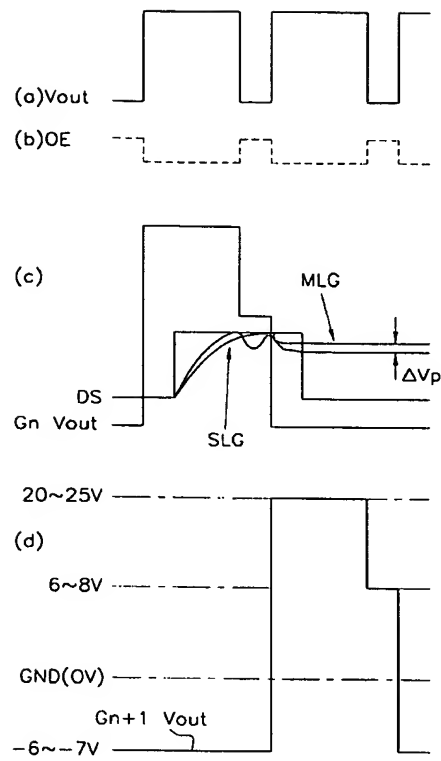 (a)Vout
(b)OE
(c)
MLG
ΔVp
DS
Gn Vout
SLG
20~25V
(d)
6~8V
GND(0V)
Gn+1 Vout
-6~-7V